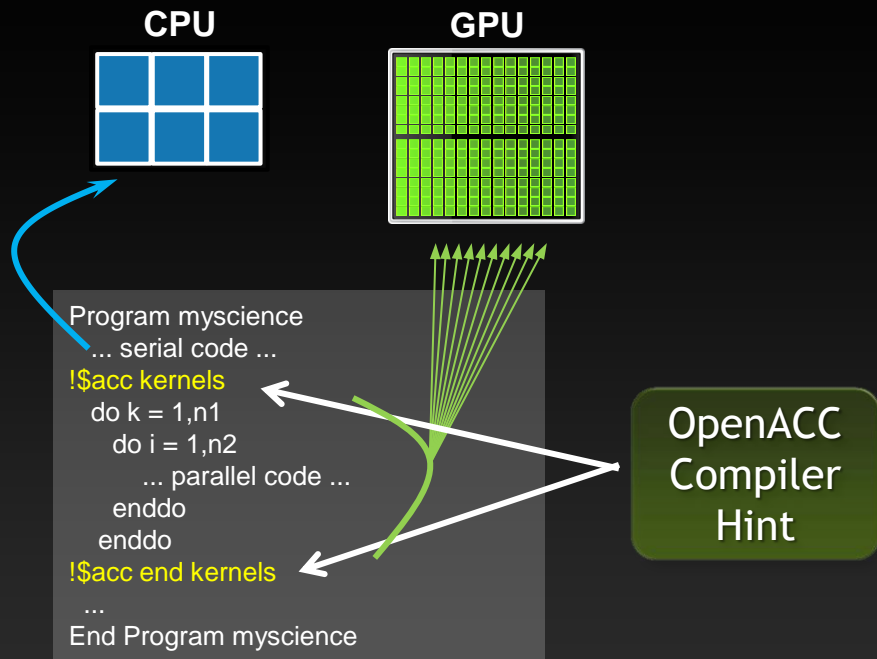 CPU
GPU
Program myscience
... serial code ...
!$acc kernels
do k = 1,n1
do i = 1,n2
... parallel code ...
enddo
enddo
!$acc end kernels
...
End Program myscience
OpenACC
Compiler
Hint